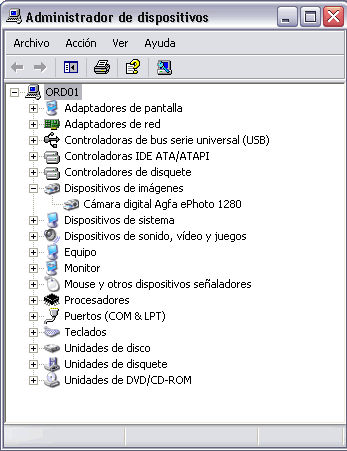 Administrador de dispositivos
Archivo Acción Ver Ayuda
ORD01
Adaptadores de pantalla
Adaptadores de red
Controladoras de bus serie universal (USB)
Controladoras IDE ATA/ATAPI
Controladores de disquete
Dispositivos de imágenes
Cámara digital Agfa ePhoto 1280
Dispositivos de sistema
Dispositivos de sonido, vídeo y juegos
Equipo
Monitor
Mouse y otros dispositivos señaladores
Procesadores
Puertos (COM & LPT)
Teclados
Unidades de disco
Unidades de disquete
Unidades de DVD/CD-ROM